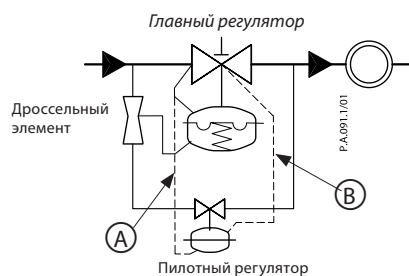 Главный регулятор
Дроссельный
элемент
P.A.091.1/01
A
B
Пилотный регулятор